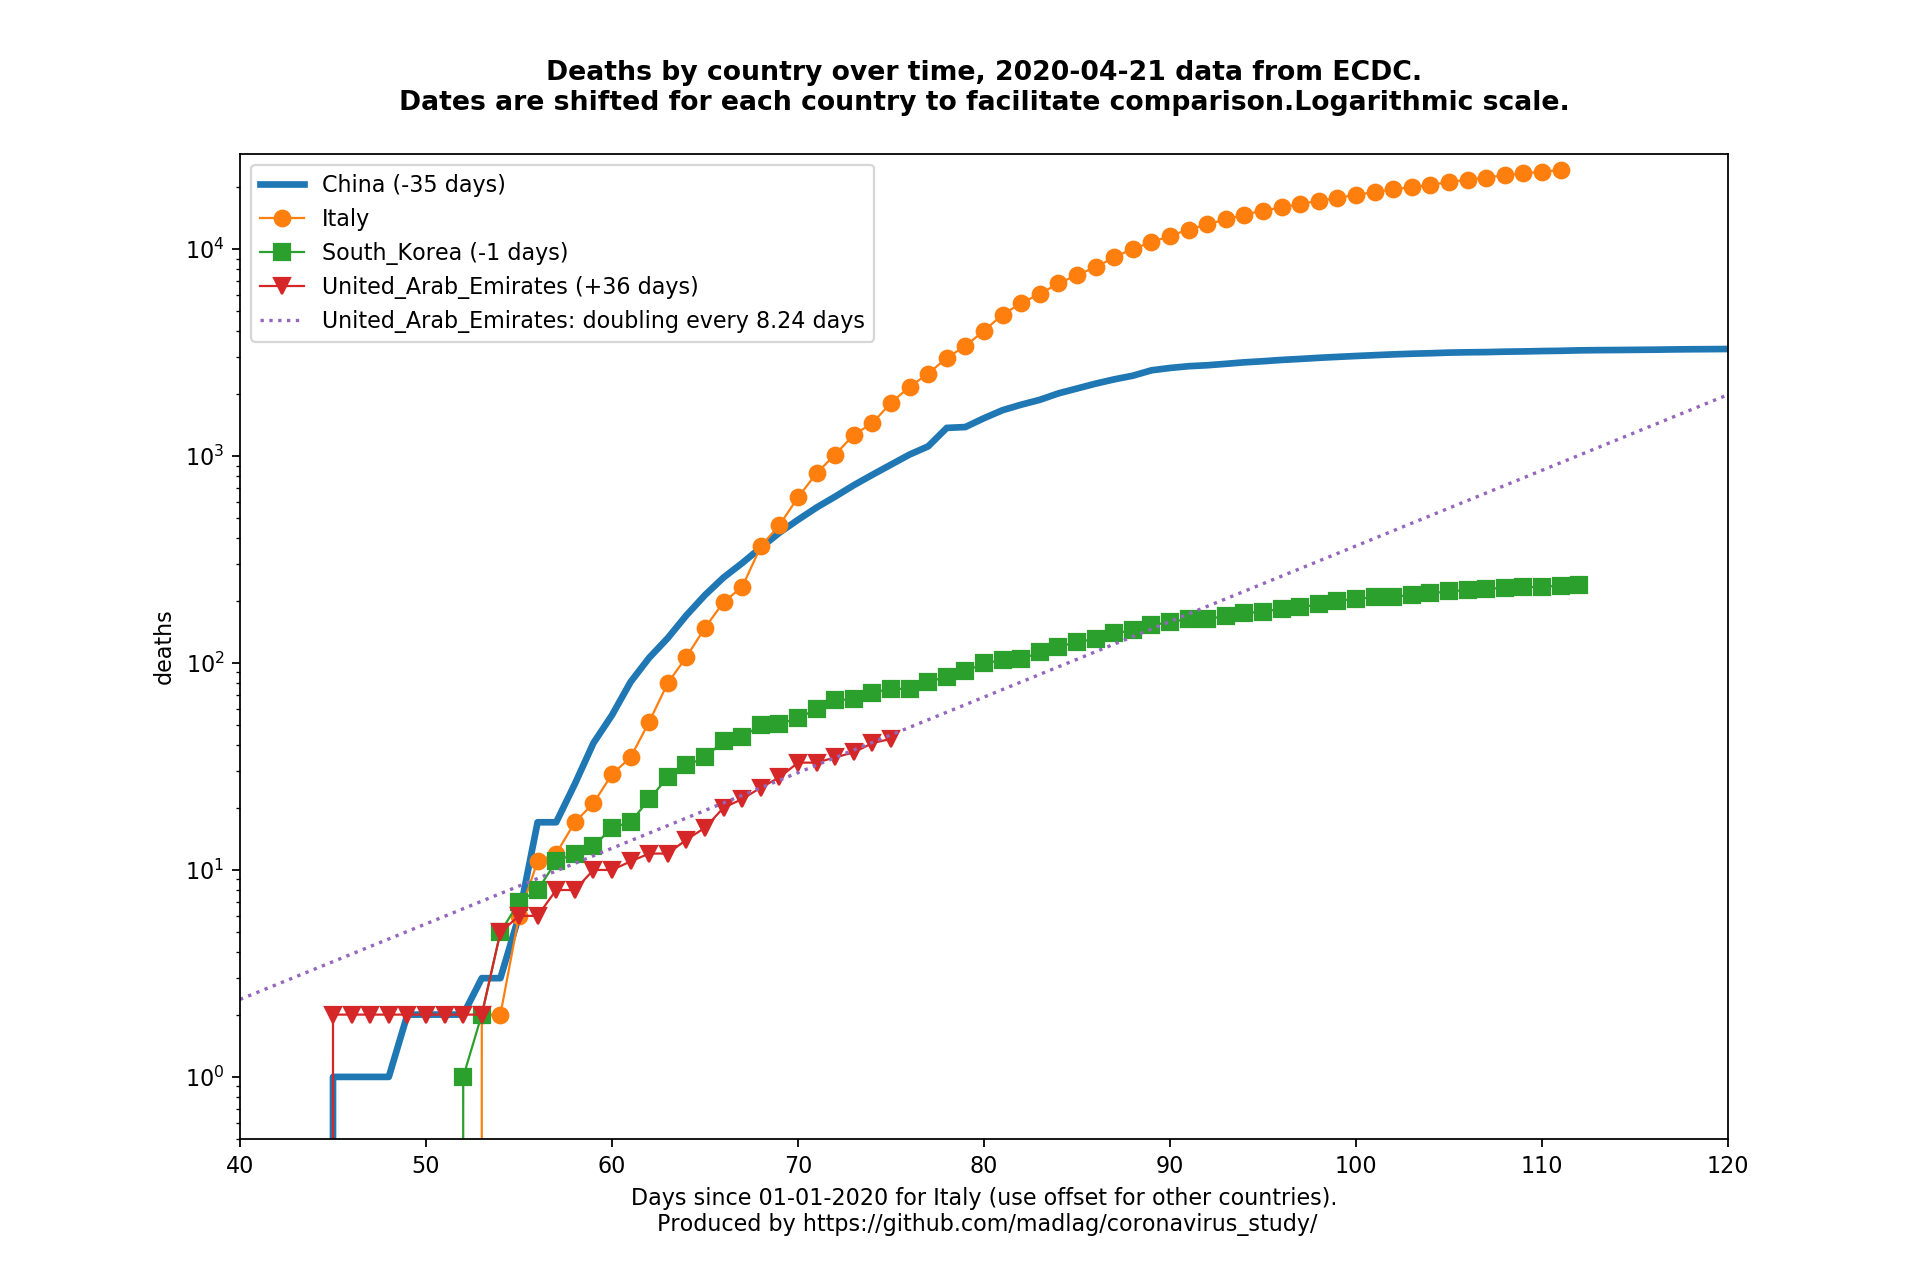 Deaths by country over time, 2020-04-21 data from ECDC.
Dates are shifted for each country to facilitate comparison.Logarithmic scale.
China (-35 days)
Italy
South_Korea (-1 days)
United_Arab_Emirates (+36 days)
United_Arab_Emirates: doubling every 8.24 days
deaths
10⁴
10³
10²
10¹
10⁰
40 50 60 70 80 90 100 110 120
Days since 01-01-2020 for Italy (use offset for other countries).
Produced by https://github.com/madlag/coronavirus_study/